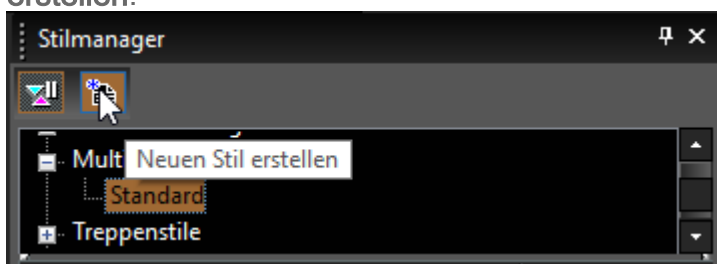 erstellen.
Stilmanager
Mult
Neuen Stil erstellen
Standard
Treppenstile